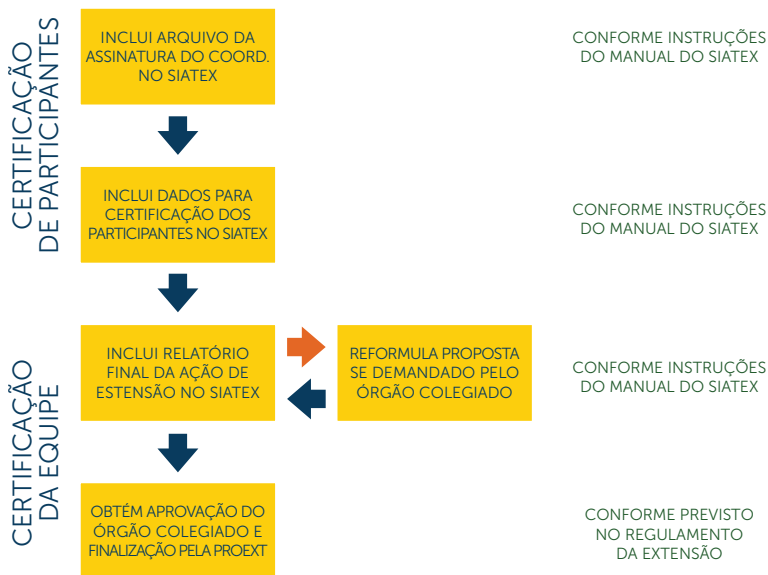 CERTIFICAÇÃO
DE PARTICIPANTES
INCLUI ARQUIVO DA
ASSINATURA DO COORD.
NO SIATEX
CONFORME INSTRUÇÕES
DO MANUAL DO SIATEX
INCLUI DADOS PARA
CERTIFICAÇÃO DOS
PARTICIPANTES NO SIATEX
CONFORME INSTRUÇÕES
DO MANUAL DO SIATEX
CERTIFICAÇÃO
DA EQUIPE
INCLUI RELATÓRIO
FINAL DA AÇÃO DE
ESTENSÃO NO SIATEX
REFORMULA PROPOSTA
SE DEMANDADO PELO
ÓRGÃO COLEGIADO
CONFORME INSTRUÇÕES
DO MANUAL DO SIATEX
OBTÉM APROVAÇÃO DO
ÓRGÃO COLEGIADO E
FINALIZAÇÃO PELA PROEXT
CONFORME PREVISTO
NO REGULAMENTO
DA EXTENSÃO